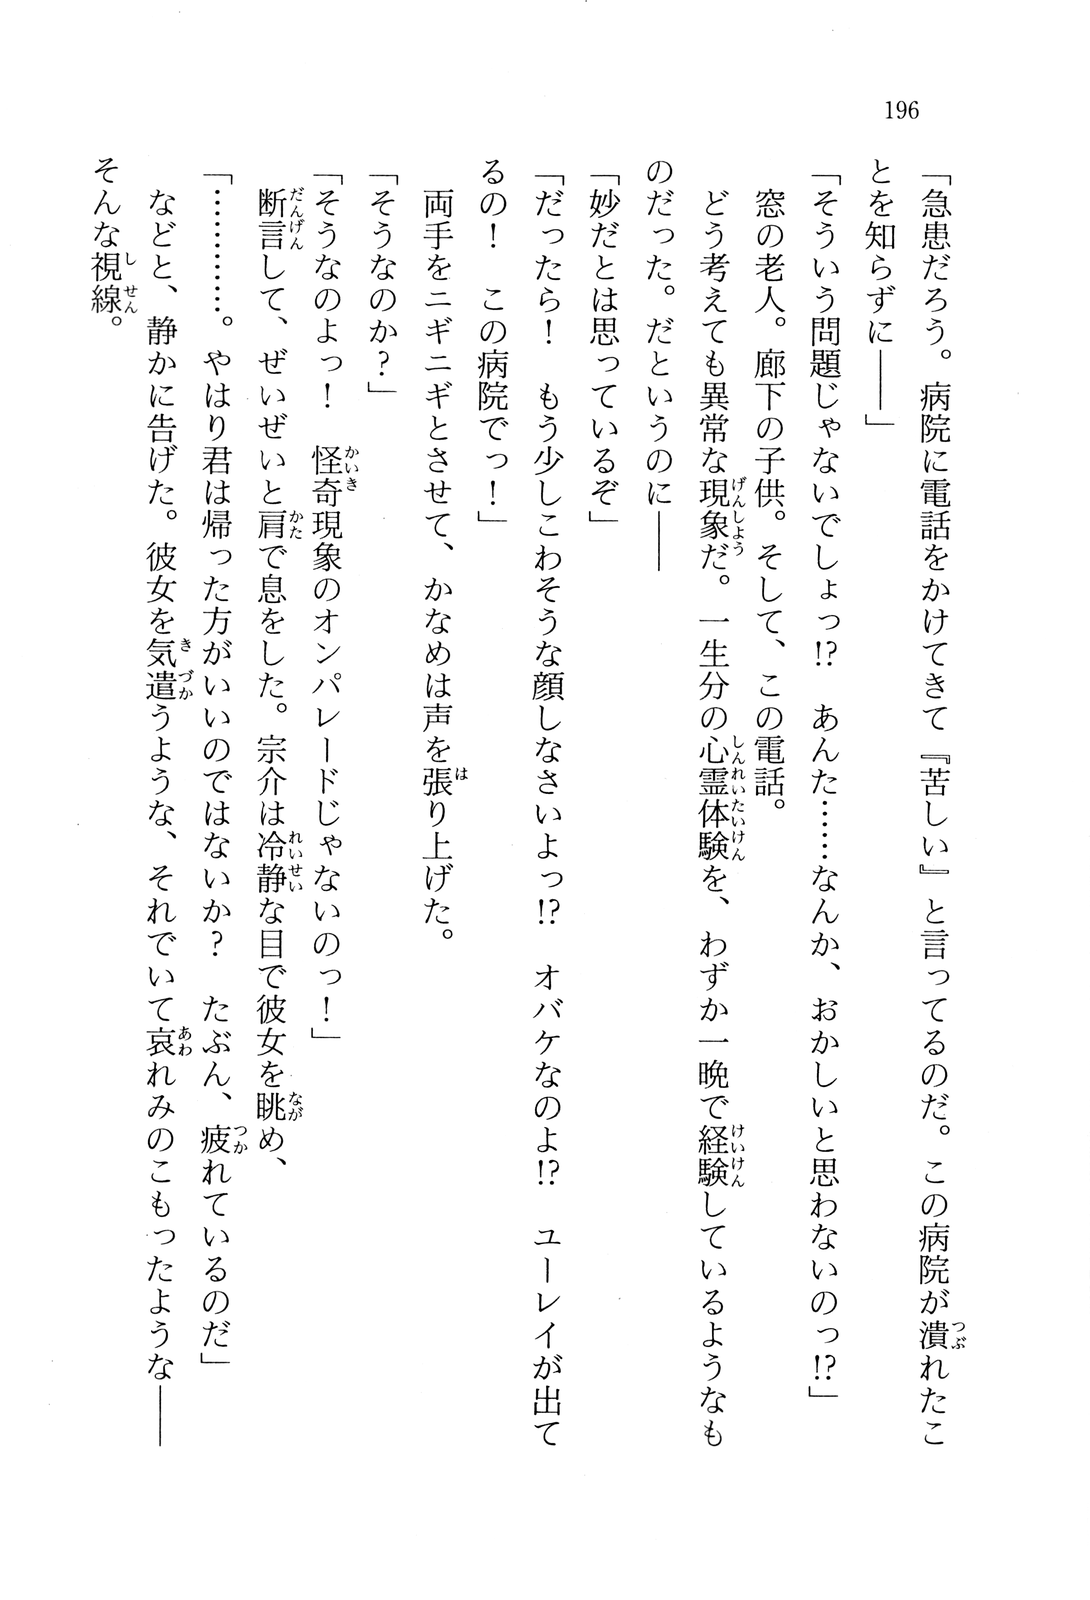 196
「急患だろう。病院に電話をかけてきて『苦しい』と言ってるのだ。この病院が潰れたこ
とを知らずに――」
「そういう問題じゃないでしょっ!? あんた……なんか、おかしいと思わないのっ!?」
窓の老人。廊下の子供。そして、この電話。
どう考えても異常な現象だ。一生分の心霊体験を、わずか一晩で経験しているようなも
のだった。だというのに――
「妙だとは思っているぞ」
「だったら! もう少しこわそうな顔しなさいよっ!? オバケなのよ!? ユーレイが出て
るの! この病院でっ!」
両手をニギニギとさせて、かなめは声を張り上げた。
「そうなのか?」
「そうなのよっ! 怪奇現象のオンパレードじゃないのっ!」
断言して、ぜいぜいと肩で息をした。宗介は冷静な目で彼女を眺め、
「…………。やはり君は帰った方がいいのではないか? たぶん、疲れているのだ」
などと、静かに告げた。彼女を気遣うような、それでいて哀れみのこもったような――
そんな視線。